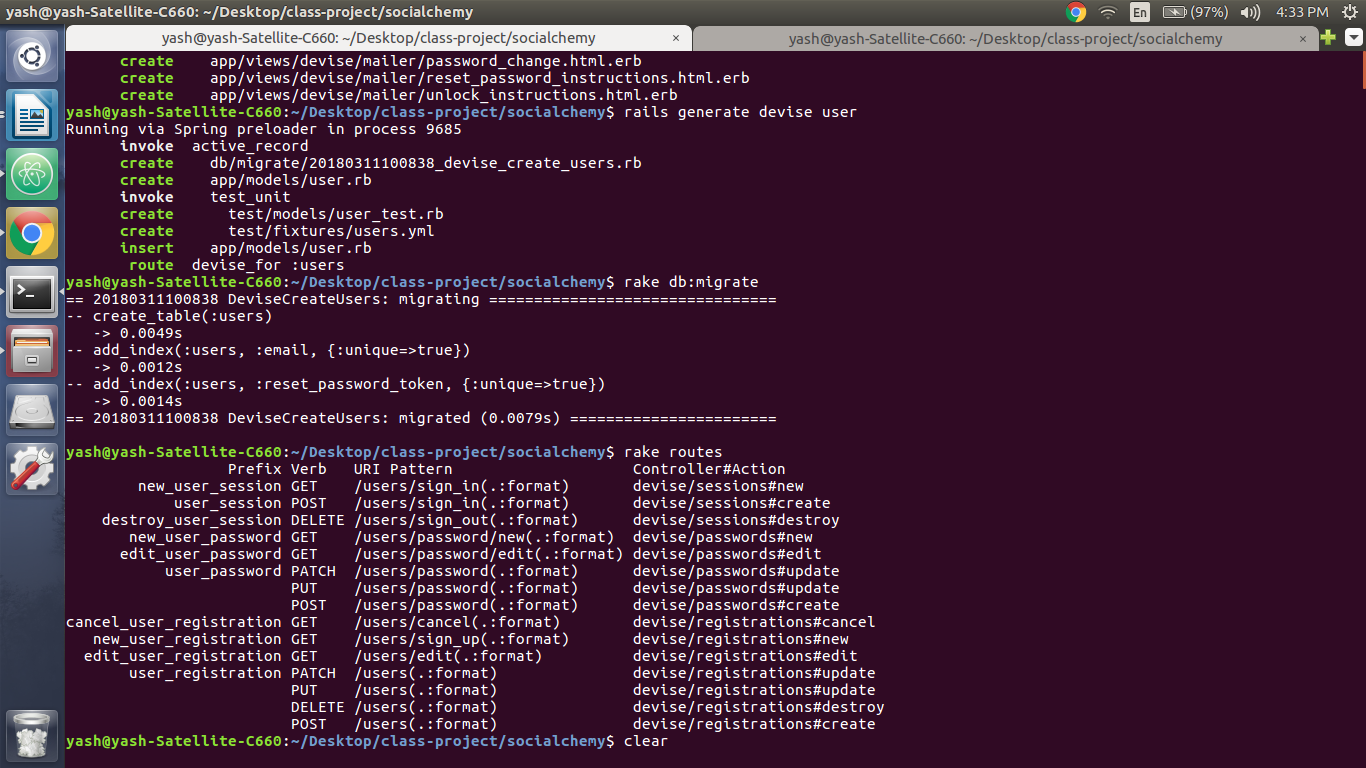 yash@yash-Satellite-C660: ~/Desktop/class-project/socialchemy En (97%) 4:33 PM
yash@yash-Satellite-C660: ~/Desktop/class-project/socialchemy × yash@yash-Satellite-C660: ~/Desktop/class-project/socialchemy ×
create app/views/devise/mailer/password_change.html.erb
create app/views/devise/mailer/reset_password_instructions.html.erb
create app/views/devise/mailer/unlock_instructions.html.erb
yash@yash-Satellite-C660:~/Desktop/class-project/socialchemy$ rails generate devise user
Running via Spring preloader in process 9685
invoke active_record
create db/migrate/20180311100838_devise_create_users.rb
create app/models/user.rb
invoke test_unit
create test/models/user_test.rb
create test/fixtures/users.yml
insert app/models/user.rb
route devise_for :users
yash@yash-Satellite-C660:~/Desktop/class-project/socialchemy$ rake db:migrate
== 20180311100838 DeviseCreateUsers: migrating ================================
-- create_table(:users)
-> 0.0049s
-- add_index(:users, :email, {:unique=>true})
-> 0.0012s
-- add_index(:users, :reset_password_token, {:unique=>true})
-> 0.0014s
== 20180311100838 DeviseCreateUsers: migrated (0.0079s) =======================
yash@yash-Satellite-C660:~/Desktop/class-project/socialchemy$ rake routes
Prefix Verb URI Pattern Controller#Action
new_user_session GET /users/sign_in(.:format) devise/sessions#new
user_session POST /users/sign_in(.:format) devise/sessions#create
destroy_user_session DELETE /users/sign_out(.:format) devise/sessions#destroy
new_user_password GET /users/password/new(.:format) devise/passwords#new
edit_user_password GET /users/password/edit(.:format) devise/passwords#edit
user_password PATCH /users/password(.:format) devise/passwords#update
PUT /users/password(.:format) devise/passwords#update
POST /users/password(.:format) devise/passwords#create
cancel_user_registration GET /users/cancel(.:format) devise/registrations#cancel
new_user_registration GET /users/sign_up(.:format) devise/registrations#new
edit_user_registration GET /users/edit(.:format) devise/registrations#edit
user_registration PATCH /users(.:format) devise/registrations#update
PUT /users(.:format) devise/registrations#update
DELETE /users(.:format) devise/registrations#destroy
POST /users(.:format) devise/registrations#create
yash@yash-Satellite-C660:~/Desktop/class-project/socialchemy$ clear